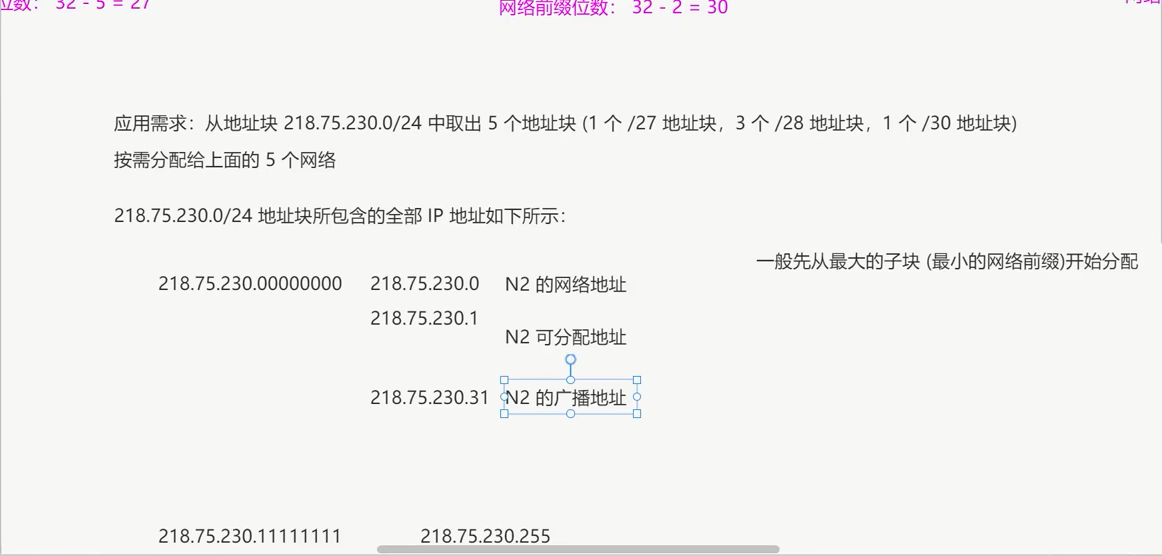 位数： 32 - 5 = 27
网络前缀位数： 32 - 2 = 30
网络
应用需求：从地址块 218.75.230.0/24 中取出 5 个地址块 (1 个 /27 地址块，3 个 /28 地址块，1 个 /30 地址块)
按需分配给上面的 5 个网络
218.75.230.0/24 地址块所包含的全部 IP 地址如下所示：
一般先从最大的子块 (最小的网络前缀)开始分配
218.75.230.00000000 218.75.230.0 N2 的网络地址
218.75.230.1
N2 可分配地址
218.75.230.31 N2 的广播地址
218.75.230.11111111 218.75.230.255